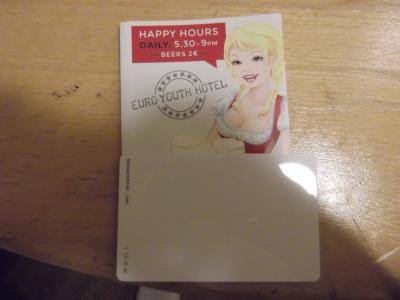 HAPPY HOURS
DAILY 5.30-9PM
BEERS 2€
EURO YOUTH HOTEL